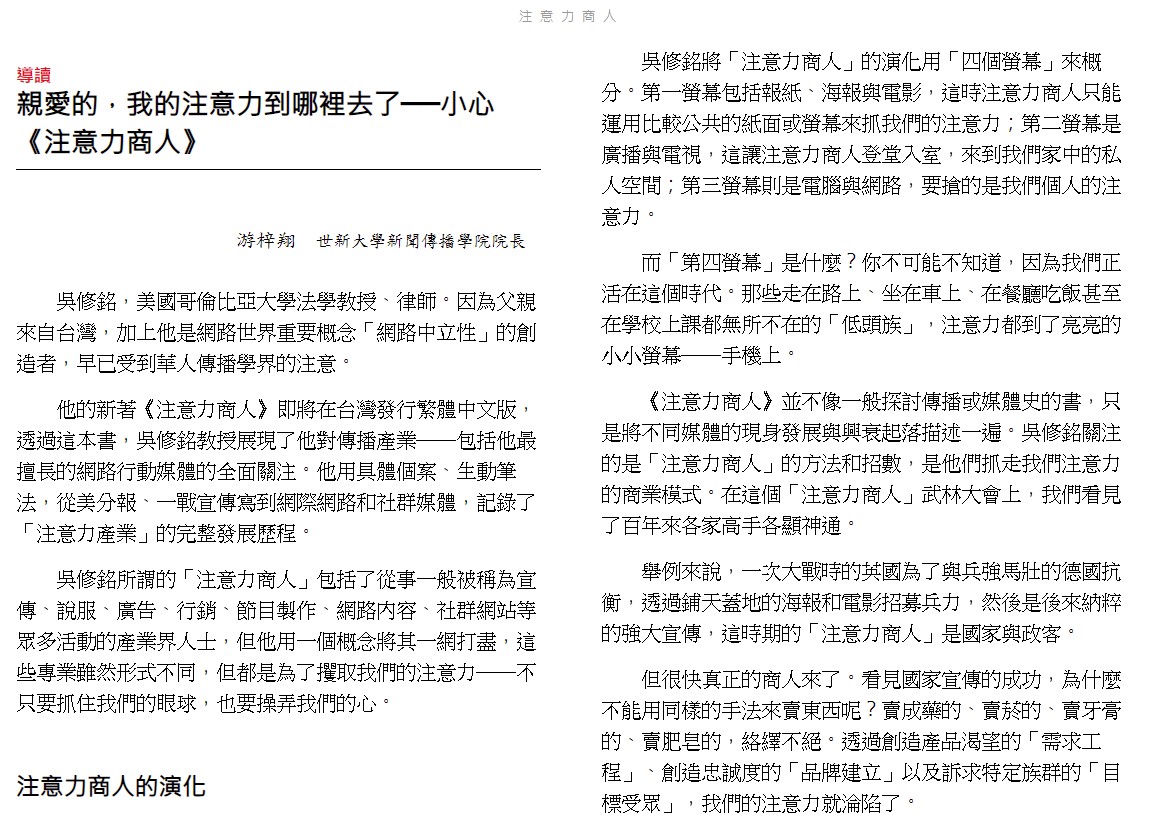 注意力商人
導讀
親愛的，我的注意力到哪裡去了──小心
《注意力商人》
游梓翔　世新大學新聞傳播學院院長
吳修銘，美國哥倫比亞大學法學教授、律師。因為父親
來自台灣，加上他是網路世界重要概念「網路中立性」的創
造者，早已受到華人傳播學界的注意。
他的新著《注意力商人》即將在台灣發行繁體中文版，
透過這本書，吳修銘教授展現了他對傳播產業──包括他最
擅長的網路行動媒體的全面關注。他用具體個案、生動筆
法，從美分報、一戰宣傳寫到網際網路和社群媒體，記錄了
「注意力產業」的完整發展歷程。
吳修銘所謂的「注意力商人」包括了從事一般被稱為宣
傳、說服、廣告、行銷、節目製作、網路內容、社群網站等
眾多活動的產業界人士，但他用一個概念將其一網打盡，這
些專業雖然形式不同，但都是為了攫取我們的注意力──不
只要抓住我們的眼球，也要操弄我們的心。
注意力商人的演化
吳修銘將「注意力商人」的演化用「四個螢幕」來概
分。第一螢幕包括報紙、海報與電影，這時注意力商人只能
運用比較公共的紙面或螢幕來抓我們的注意力；第二螢幕是
廣播與電視，這讓注意力商人登堂入室，來到我們家中的私
人空間；第三螢幕則是電腦與網路，要搶的是我們個人的注
意力。
而「第四螢幕」是什麼？你不可能不知道，因為我們正
活在這個時代。那些走在路上、坐在車上、在餐廳吃飯甚至
在學校上課都無所不在的「低頭族」，注意力都到了亮亮的
小小螢幕──手機上。
《注意力商人》並不像一般探討傳播或媒體史的書，只
是將不同媒體的現身發展與興衰起落描述一遍。吳修銘關注
的是「注意力商人」的方法和招數，是他們抓走我們注意力
的商業模式。在這個「注意力商人」武林大會上，我們看見
了百年來各家高手各顯神通。
舉例來說，一次大戰時的英國為了與兵強馬壯的德國抗
衡，透過鋪天蓋地的海報和電影招募兵力，然後是後來納粹
的強大宣傳，這時期的「注意力商人」是國家與政客。
但很快真正的商人來了。看見國家宣傳的成功，為什麼
不能用同樣的手法來賣東西呢？賣成藥的、賣菸的、賣牙膏
的、賣肥皂的，絡繹不絕。透過創造產品渴望的「需求工
程」、創造忠誠度的「品牌建立」以及訴求特定族群的「目
標受眾」，我們的注意力就淪陷了。